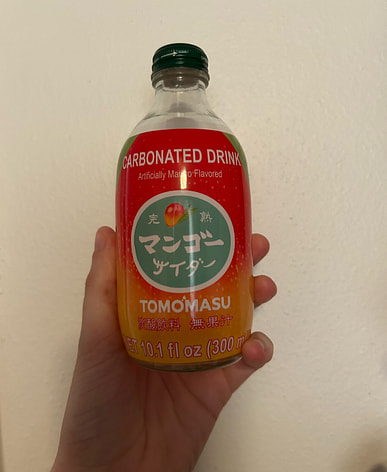 CARBONATED DRINK
Artificially Mango Flavored
完熟
マンゴー
サイダー
TOMOMASU
炭酸飲料 無果汁
NET 10.1 fl oz (300 m